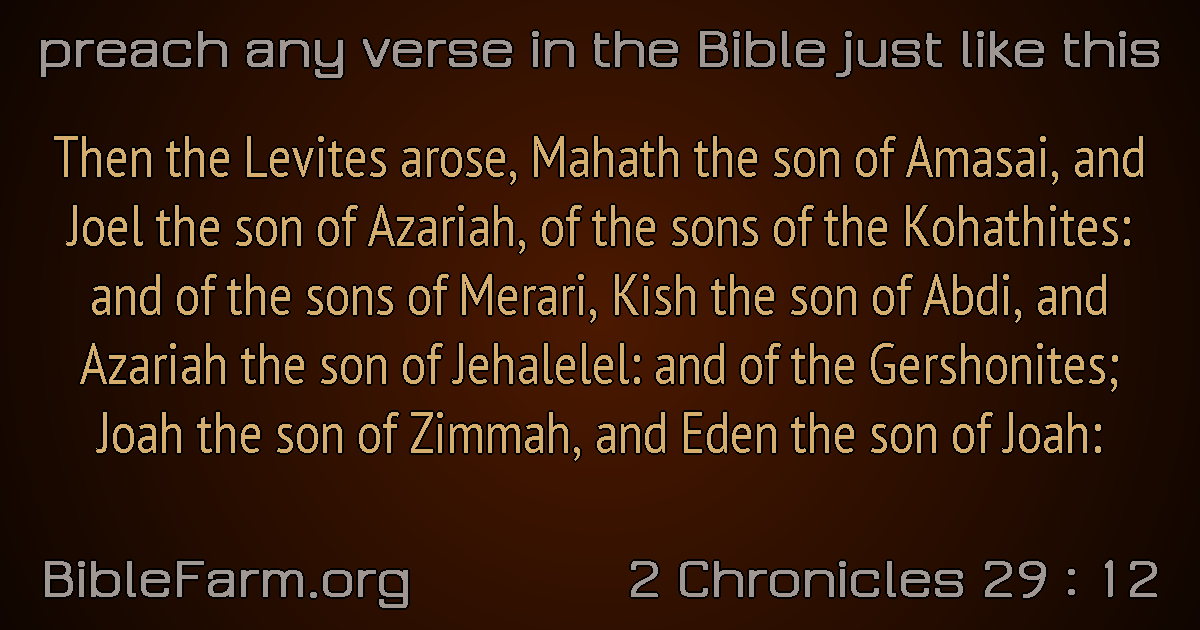 preach any verse in the Bible just like this
Then the Levites arose, Mahath the son of Amasai, and
Joel the son of Azariah, of the sons of the Kohathites:
and of the sons of Merari, Kish the son of Abdi, and
Azariah the son of Jehalelel: and of the Gershonites;
Joah the son of Zimmah, and Eden the son of Joah:
BibleFarm.org
2 Chronicles 29 : 12